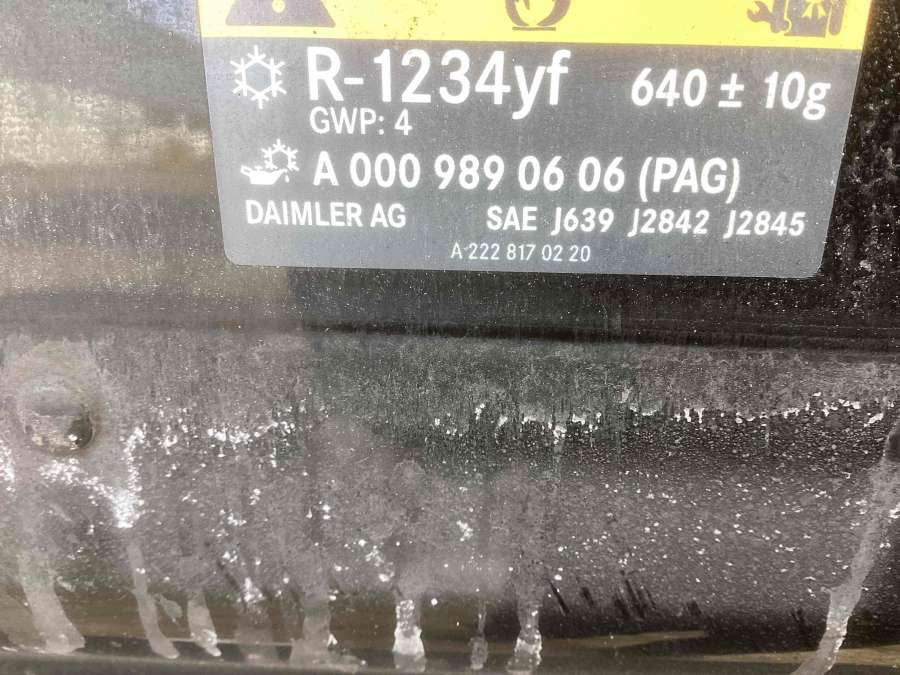 R-1234yf 640 ± 10g
GWP: 4
A 000 989 06 06 (PAG)
DAIMLER AG SAE J639 J2842 J2845
A 222 817 02 20